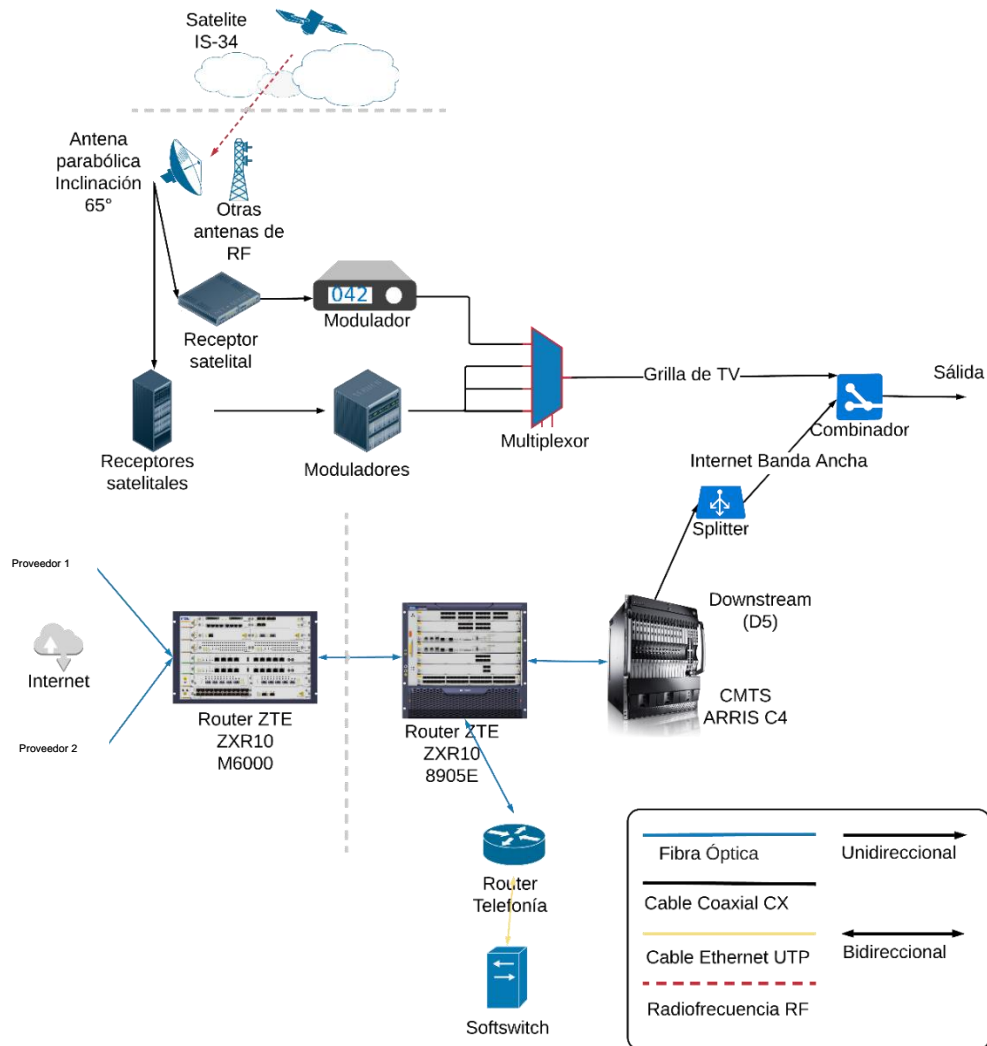 Satelite
IS-34
Antena
parabólica
Inclinación
65°
Otras
antenas de
RF
042
Receptor
satelital
Modulador
Receptores
satelitales
Moduladores
Multiplexor
Grilla de TV
Sálida
Combinador
Internet Banda Ancha
Splitter
Proveedor 1
Internet
Proveedor 2
Router ZTE
ZXR10
M6000
Router ZTE
ZXR10
8905E
Downstream
(D5)
CMTS
ARRIS C4
Router
Telefonía
Softswitch
Fibra Óptica
Unidireccional
Cable Coaxial CX
Cable Ethernet UTP
Bidireccional
Radiofrecuencia RF